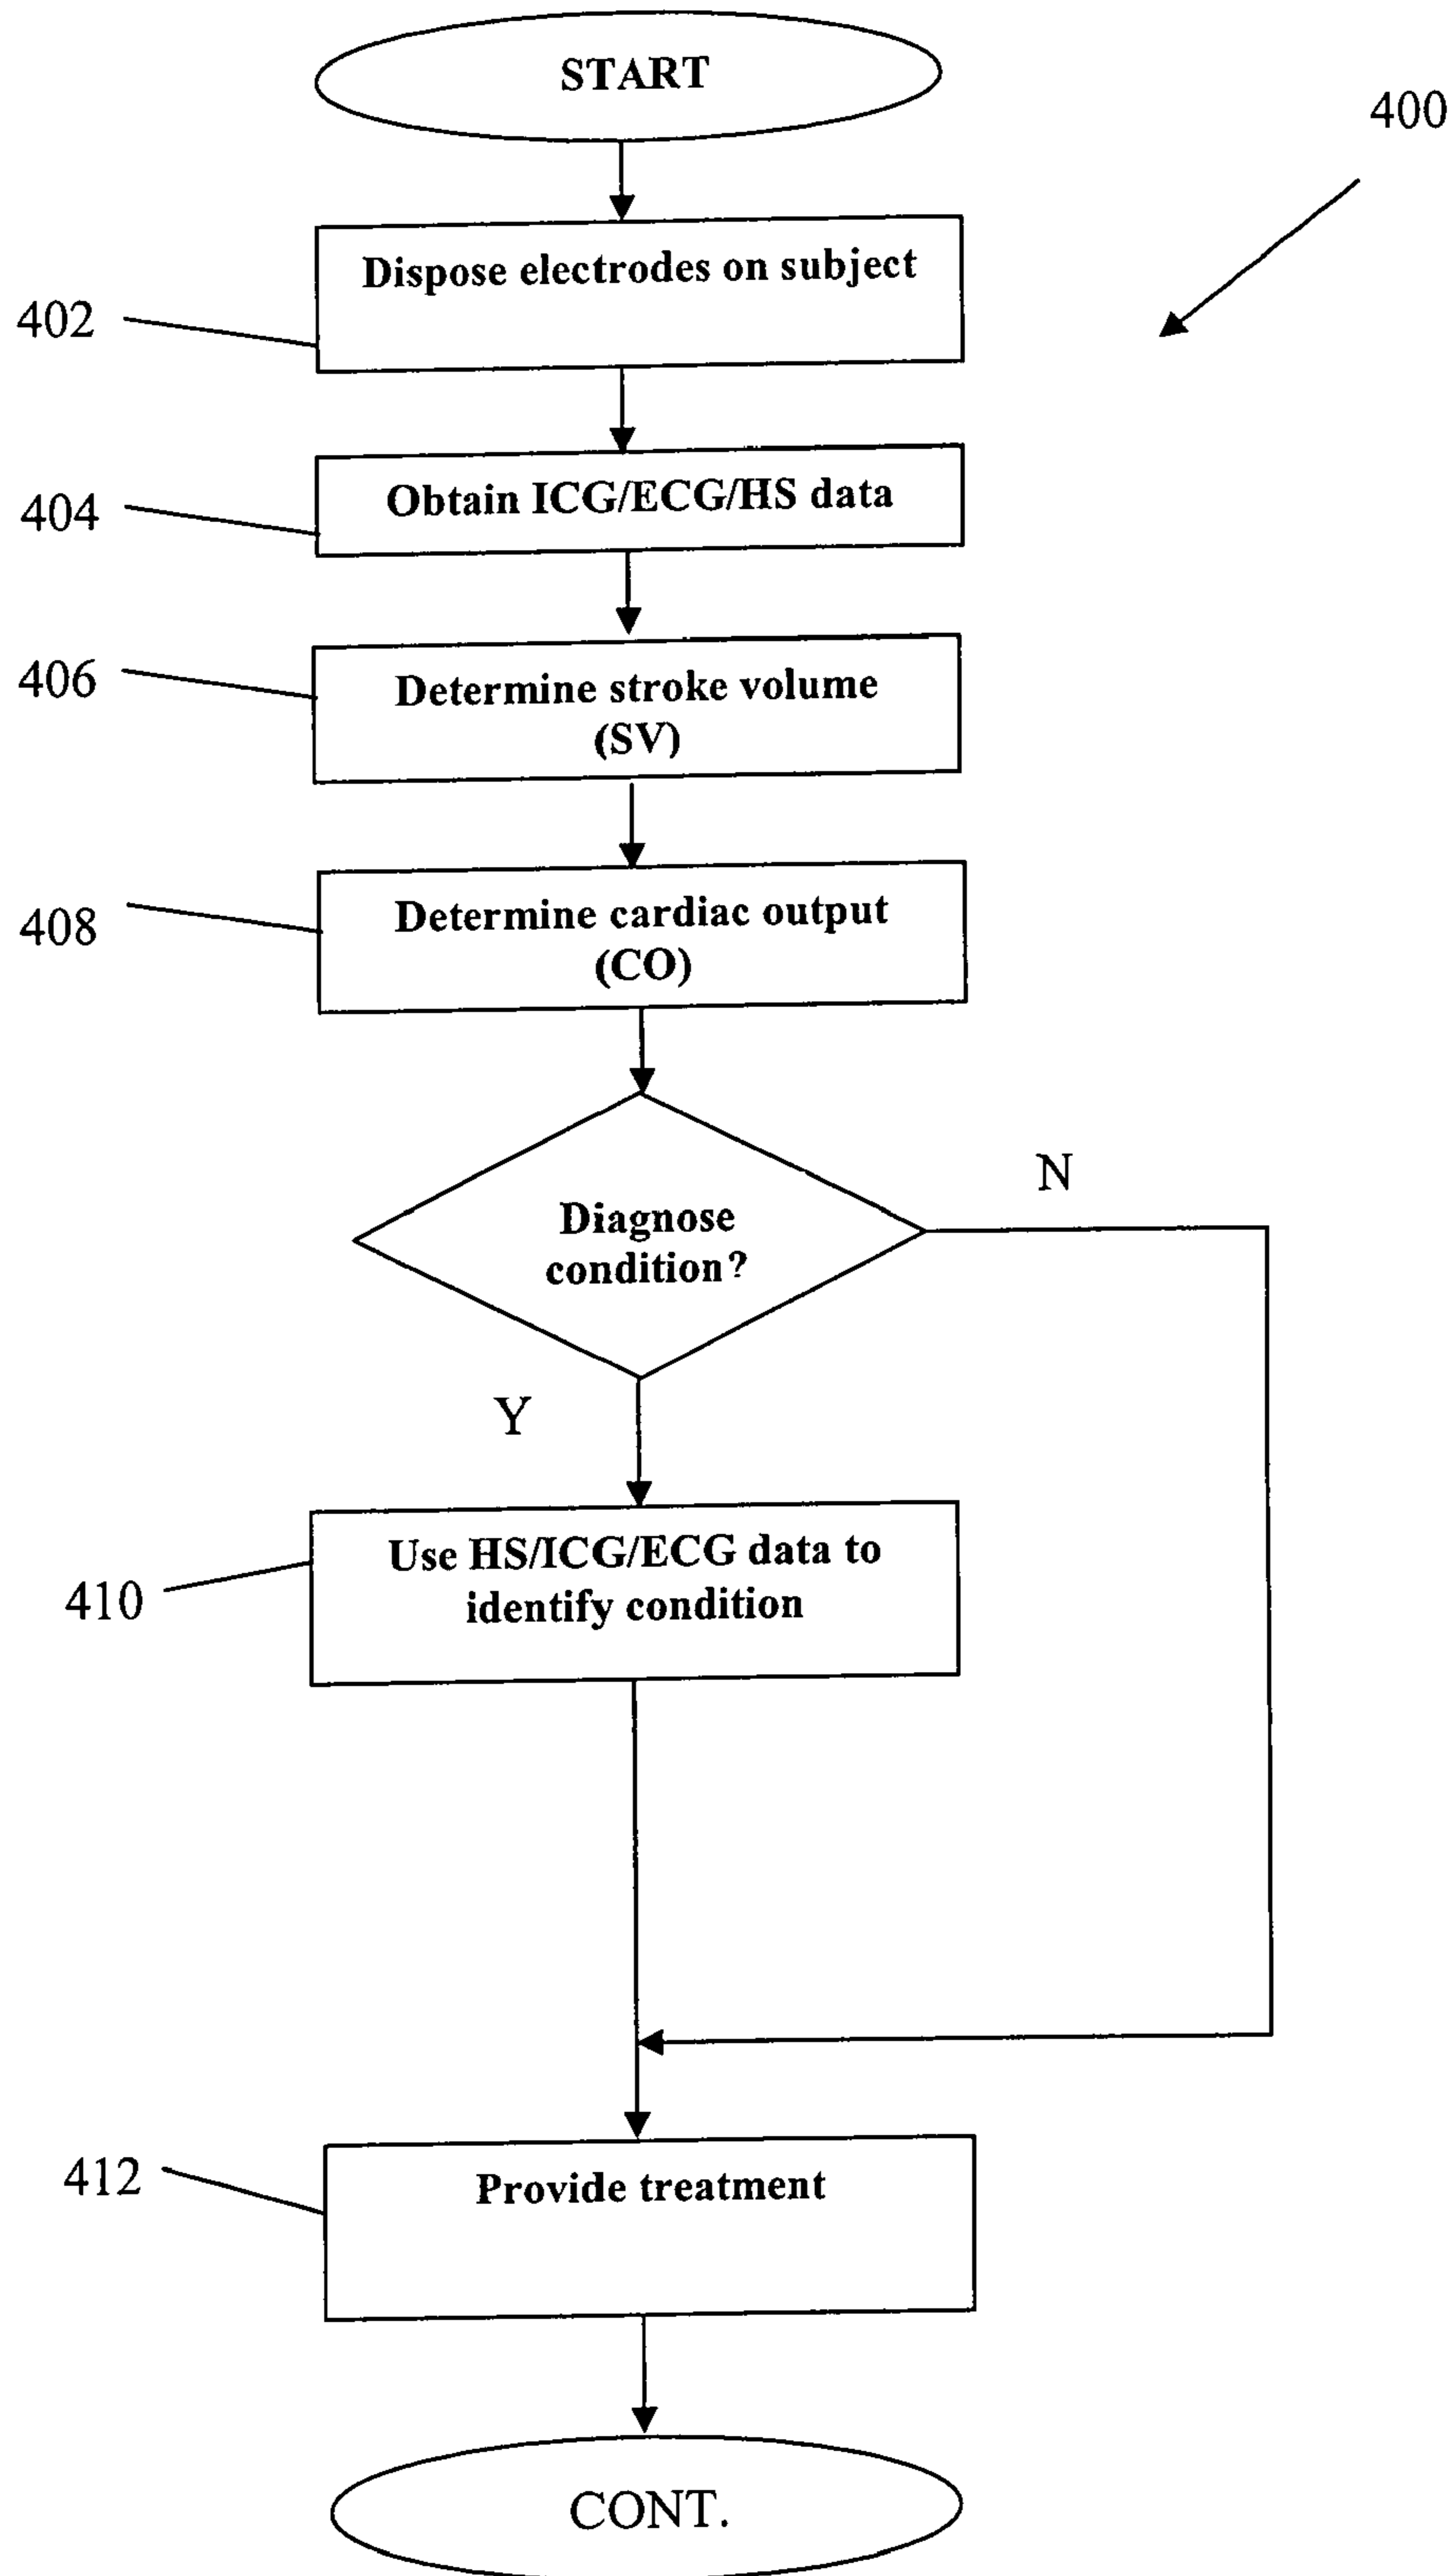 START
400
Dispose electrodes on subject
402
Obtain ICG/ECG/HS data
404
Determine stroke volume
(SV)
406
Determine cardiac output
(CO)
408
N
Diagnose
condition?
Y
Use HS/ICG/ECG data to
identify condition
410
Provide treatment
412
CONT.